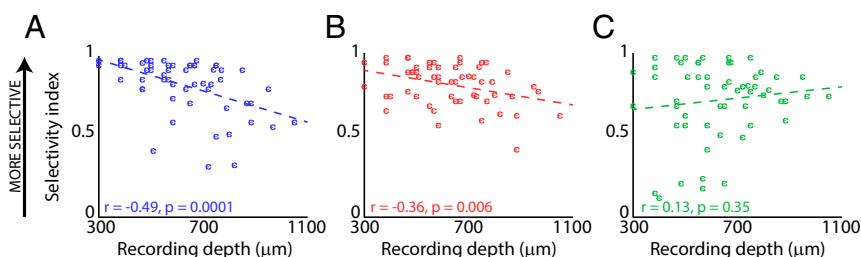 A
B
C
MORE SELECTIVE
Selectivity index
1
0.5
0
r = -0.49, p = 0.0001
300
700
1100
Recording depth (μm)
1
0.5
0
r = -0.36, p = 0.006
300
700
1100
Recording depth (μm)
1
0.5
0
r = 0.13, p = 0.35
300
700
1100
Recording depth (μm)